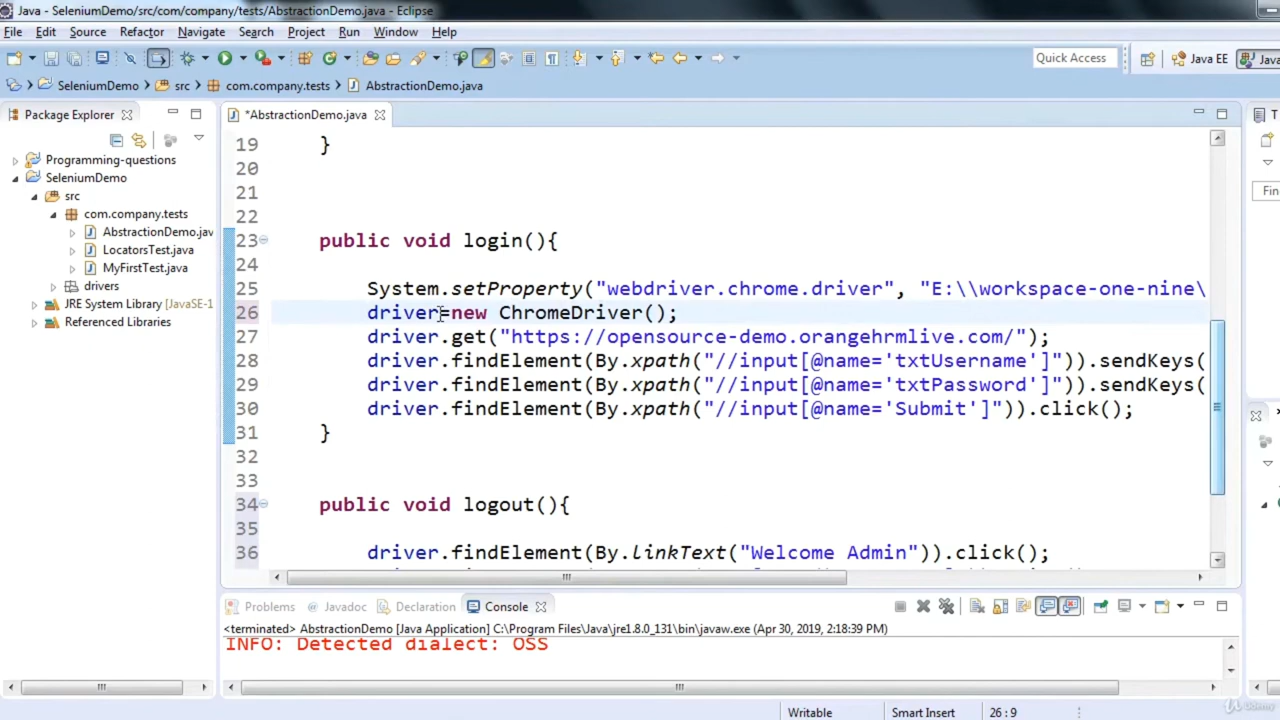 Java - SeleniumDemo/src/com/company/tests/AbstractionDemo.java - Eclipse
File Edit Source Refactor Navigate Search Project Run Window Help
Quick Access Java EE Java
SeleniumDemo src com.company.tests AbstractionDemo.java
Package Explorer
*AbstractionDemo.java
Programming-questions
SeleniumDemo
src
com.company.tests
AbstractionDemo.jav
LocatorsTest.java
MyFirstTest.java
drivers
JRE System Library [JavaSE-1
Referenced Libraries
19 }
20
21
22
23 public void login(){
24
25 System.setProperty("webdriver.chrome.driver", "E:\\workspace-one-nine\
26 driver=new ChromeDriver();
27 driver.get("https://opensource-demo.orangehrmlive.com/");
28 driver.findElement(By.xpath("//input[@name='txtUsername']")).sendKeys(
29 driver.findElement(By.xpath("//input[@name='txtPassword']")).sendKeys(
30 driver.findElement(By.xpath("//input[@name='Submit']")).click();
31 }
32
33
34 public void logout(){
35
36 driver.findElement(By.linkText("Welcome Admin")).click();
T
Fin
Problems Javadoc Declaration Console
<terminated> AbstractionDemo [Java Application] C:\Program Files\Java\jre1.8.0_131\bin\javaw.exe (Apr 30, 2019, 2:18:39 PM)
INFO: Detected dialect: OSS
Writable Smart Insert 26 : 9
Udemy